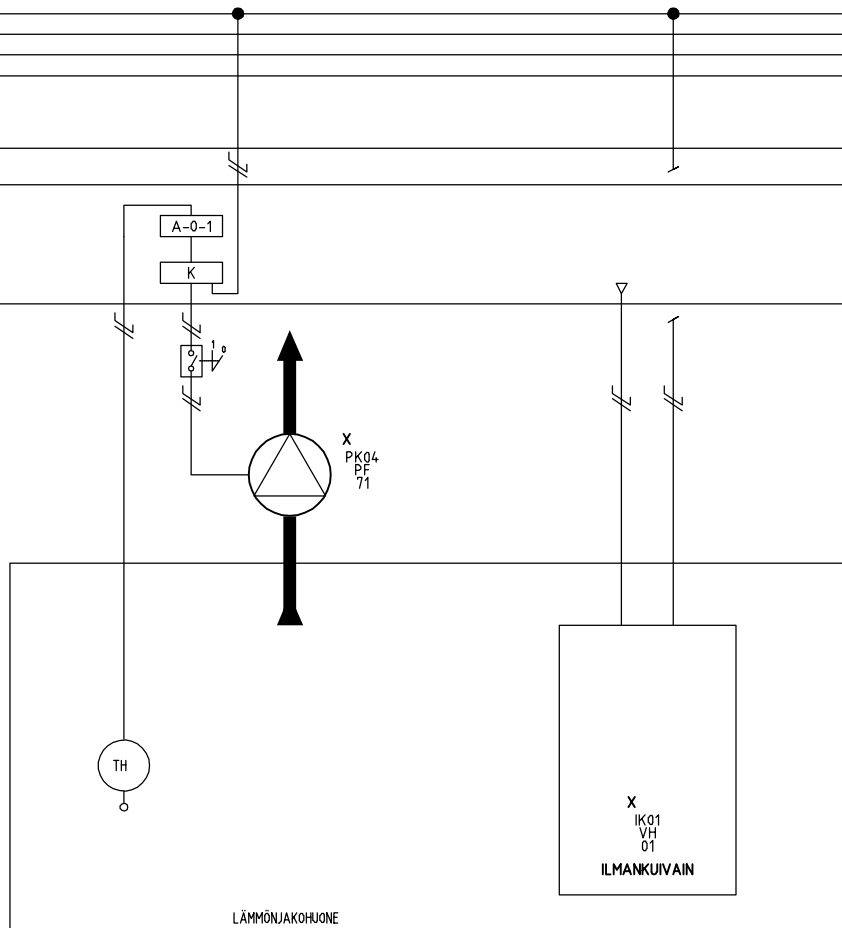 A-0-1
K
1 0
X
PK04
PF
71
TH
X
IK01
VH
01
ILMANKUIVAIN
LÄMMÖNJAKOHUONE